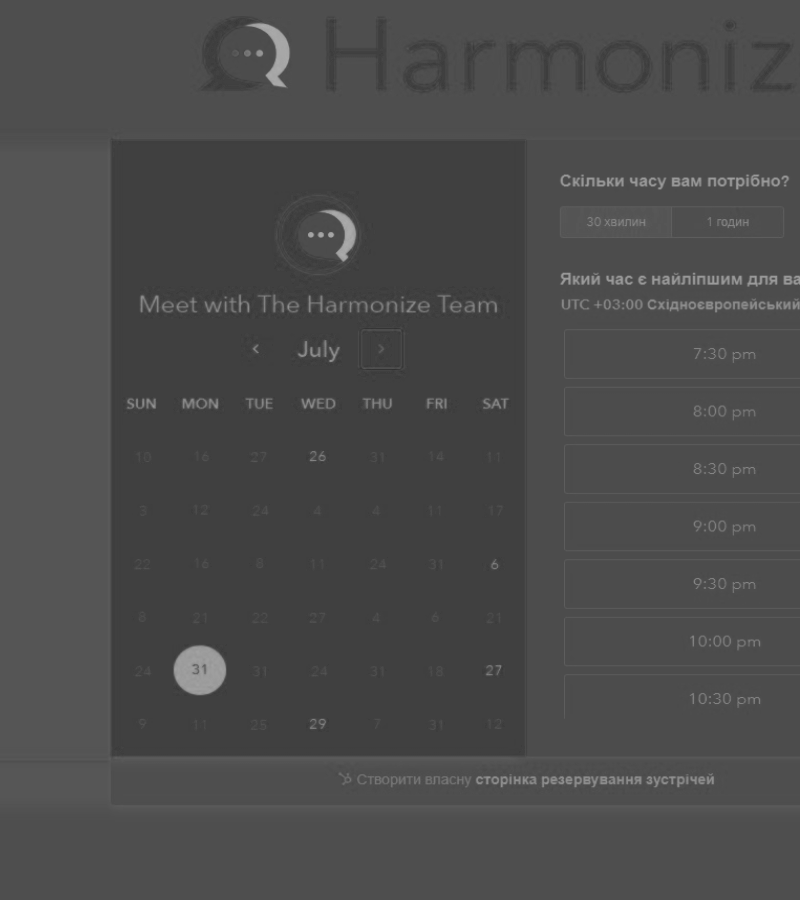 Harmoniz
Meet with The Harmonize Team
July
SUN MON TUE WED THU FRI SAT
10 16 27 26 31 14 11
3 12 24 4 4 11 17
22 16 8 11 24 31 6
8 21 22 27 4 6 21
24 31 31 24 31 18 27
9 11 25 29 7 31 12
Скільки часу вам потрібно?
30 хвилин 1 годин
Який час є найліпшим для ва
UTC +03:00 Східноєвропейський
7:30 pm
8:00 pm
8:30 pm
9:00 pm
9:30 pm
10:00 pm
10:30 pm
Створити власну сторінка резервування зустрічей